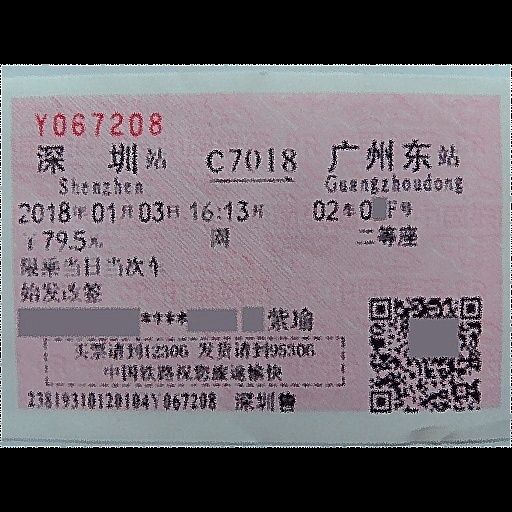 Y067208
深圳站 C7018 广州东站
Shenzhen Guangzhoudong
2018年01月03日 16:13开 02车0 F号
￥79.5元 网 二等座
限乘当日当次车
始发改签
**** 紫瑜
买票请到12306 发货请到95306
中国铁路祝您旅途愉快
23819310120104Y067208 深圳售